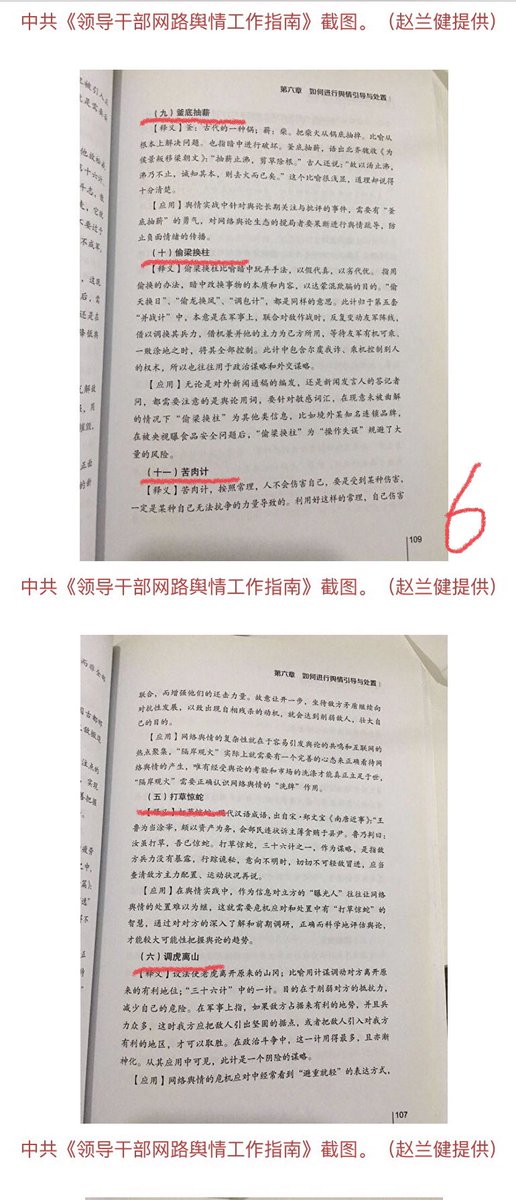 中共《领导干部网路舆情工作指南》截图。（赵兰健提供）
第六章 如何进行舆情引导与处置
（九）釜底抽薪
【释义】釜：古代的一种锅；薪：柴。把柴火从锅底抽掉。比喻从
根本上解决问题。也指暗中进行破坏。釜底抽薪，语出北齐魏收《为
侯景叛移梁朝文》：“抽薪止沸，剪草除根。”古人还说：“故以汤止沸，
沸乃不止，诚知其本，则去火而已矣。”这个比喻很浅显，道理却说得
十分清楚。
【应用】舆情实战中针对舆论长期关注与批评的事件，需要有“釜
底抽薪”的勇气，对网络舆论生态的搅局者要果断进行舆情疏导，防
止负面情绪的传播。
（十）偷梁换柱
【释义】偷梁换柱比喻暗中玩弄手法，以假代真，以劣代优。指用
偷换的办法，暗中改换事物的本质和内容，以达蒙混欺骗的目的。“偷
天换日”、“偷龙换凤”、“调包计”，都是同样的意思。此计归于第五套
“并战计”中，本意是在军事上，联合对敌作战时，反复变动友军阵线，
借以调换其兵力，借机兼并他的主力为己方所用，等待友军有机可乘、
一败涂地之时，将其全部控制。此计中包含尔虞我诈、乘机控制别人
的权术，所以也往往用于政治谋略和外交谋略。
【应用】无论是对外新闻通稿的编发，还是新闻发言人的答记者
问，都需要注意的是舆论用词，要针对敏感词汇，在现意未被曲解
的情况下“偷梁换柱”为其他类信息，比如境外某知名连锁品牌，
在被央视曝食品安全问题后，“偷梁换柱”为“操作失误”规避了大
量的风险。
（十一）苦肉计
【释义】苦肉计，按照常理，人不会伤害自己，要是受到某种伤害，
一定是某种自己无法抗争的力量导致的。利用好这样的常理，自己伤害
109
6
中共《领导干部网路舆情工作指南》截图。（赵兰健提供）
第六章 如何进行舆情引导与处置
联合，而增强他们的还击力量。故意让开一步，坐待敌方矛盾继续向
对抗性发展，以致出现自相残杀的动机，就会达到削弱敌人，壮大自
己的目的。
【应用】网络舆情的复杂性就在于容易引发舆论的共鸣和互联网的
热点聚集，“隔岸观火”实际上就需要有一个完善的心态来正确看待网
络舆情的产生，唯有经受舆论的考验和市场的洗涤才能真正立足于世，
“隔岸观火”需要正确认识网络舆情的“洗牌”作用。
（五）打草惊蛇
【释义】打草惊蛇，现代汉语成语，出自宋·郑文宝《南唐近事》：“王
鲁为当涂宰，颇以资产为务，会部民连状诉主簿贪贿于县尹。鲁乃判曰：
汝虽打草，吾已惊蛇。打草惊蛇，三十六计之一，作为谋略，是指敌
方兵力没有暴露，行踪诡秘，意向不明时，切切不可轻敌冒进，应当
查清敌方主力配置、运动状况再说。
【应用】在舆情实践中，作为信息对立方的“曝光人”往往让网络
舆情的处置难以为继，这就需要危机应对和处置中有“打草惊蛇”的
智慧，通过对对方的深入了解和前期调研，正确而科学地评估舆论，
才能较大可能性把握舆论的趋势。
（六）调虎离山
【释义】设法使老虎离开原来的山冈；比喻用计谋调动对方离开原
来的有利地位；“三十六计”中的一计。目的在于削弱对方的抵抗力，
减少自己的危险。在军事上指，如果敌方占据来有利的地势，并且兵
力众多，这时我方应把敌人引出坚固的据点，或者把敌人引入对我方
有利的地区，才可以取胜。在政治斗争中，这一计用得最多，且亦渐
神化。从其应用中可见，此计是一个阴险的谋略。
【应用】网络舆情的危机应对中经常看到“避重就轻”的表达方式，
107
中共《领导干部网路舆情工作指南》截图。（赵兰健提供）